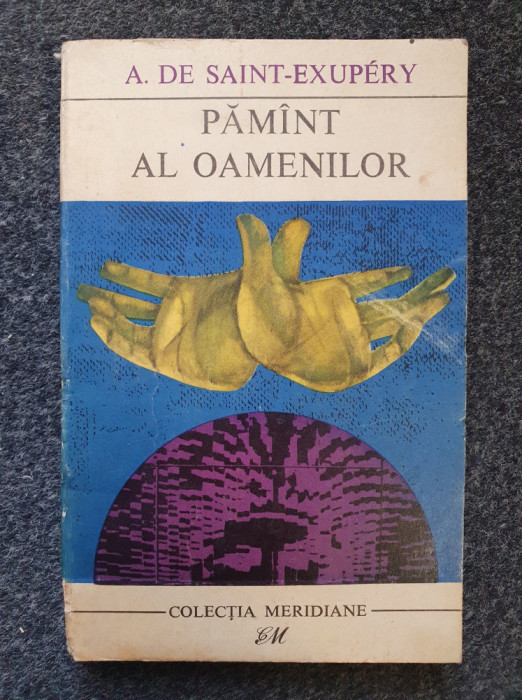 A. DE SAINT-EXUPÉRY
PĂMÎNT
AL OAMENILOR
COLECȚIA MERIDIANE
CM